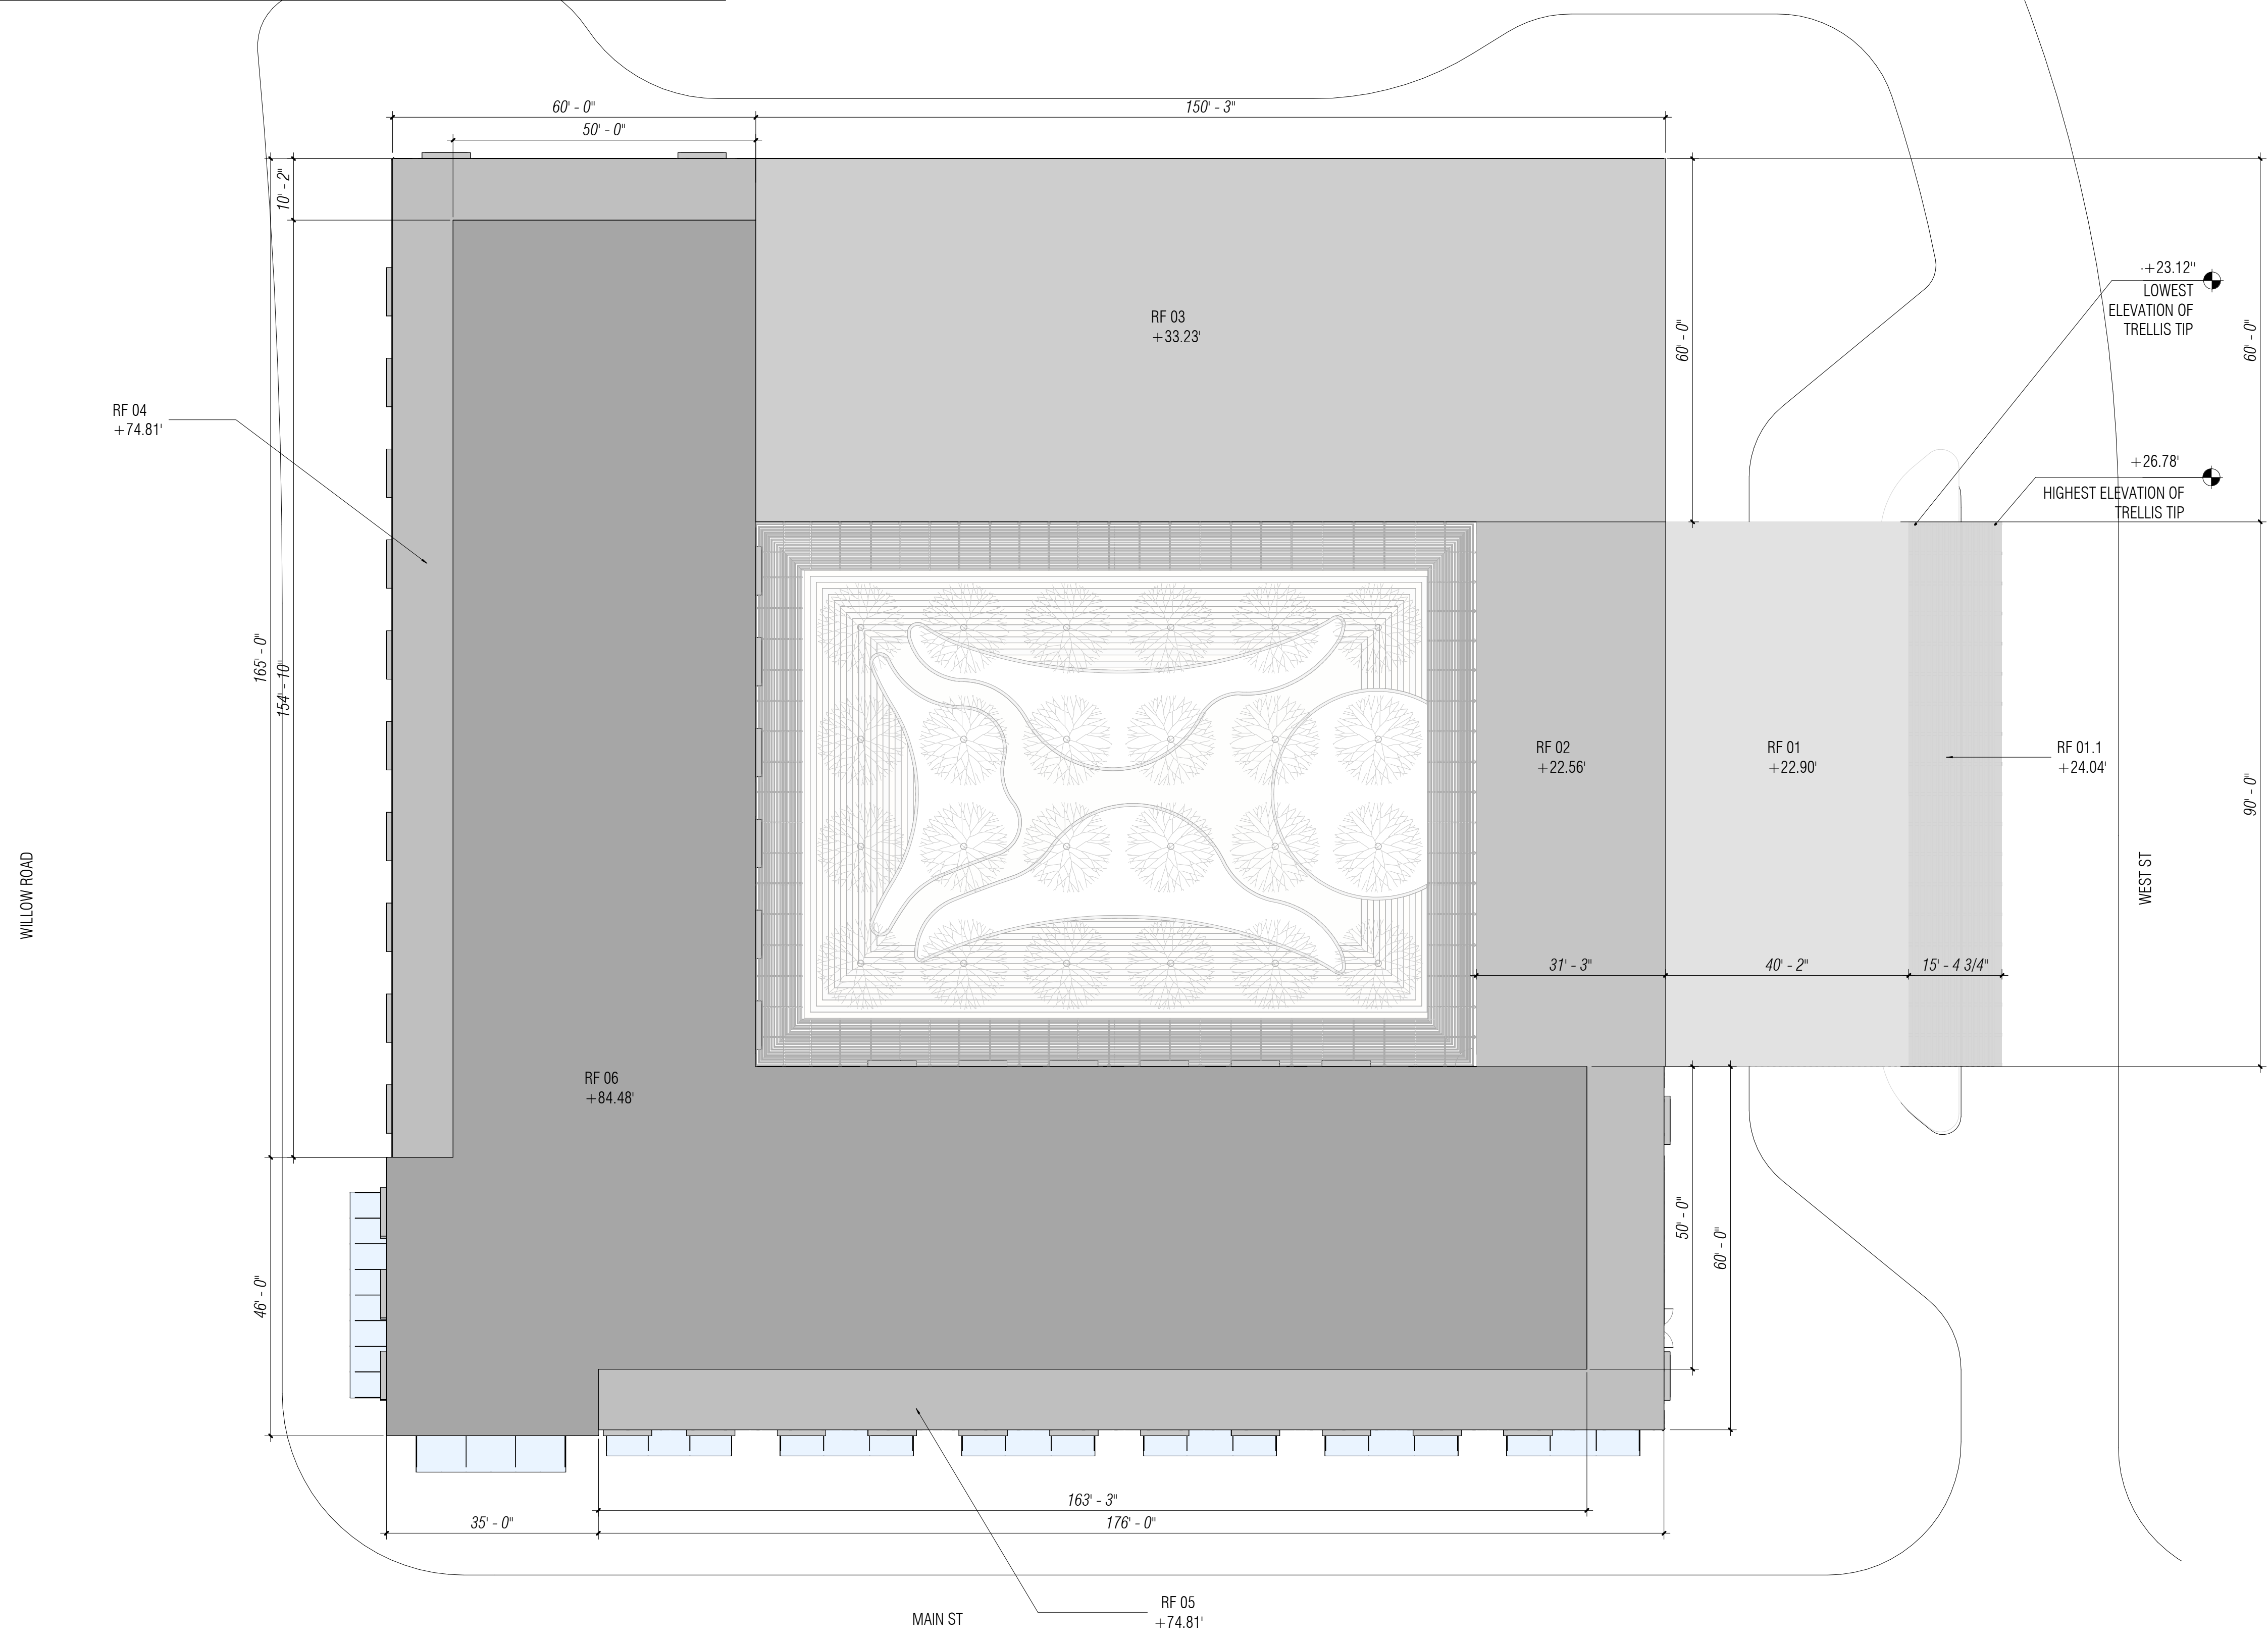 60' - 0"
150' - 3"
50' - 0"
10' - 2"
RF 03
+33.23'
60' - 0"
60' - 0"
·+23.12''
LOWEST
ELEVATION OF
TRELLIS TIP
RF 04
+74.81'
+26.78'
HIGHEST ELEVATION OF
TRELLIS TIP
165' - 0"
154' - 10"
RF 02
+22.56'
RF 01
+22.90'
RF 01.1
+24.04'
90' - 0"
WILLOW ROAD
WEST ST
31' - 3"
40' - 2"
15' - 4 3/4"
RF 06
+84.48'
50' - 0"
60' - 0"
46' - 0"
163' - 3"
35' - 0"
176' - 0"
RF 05
+74.81'
MAIN ST